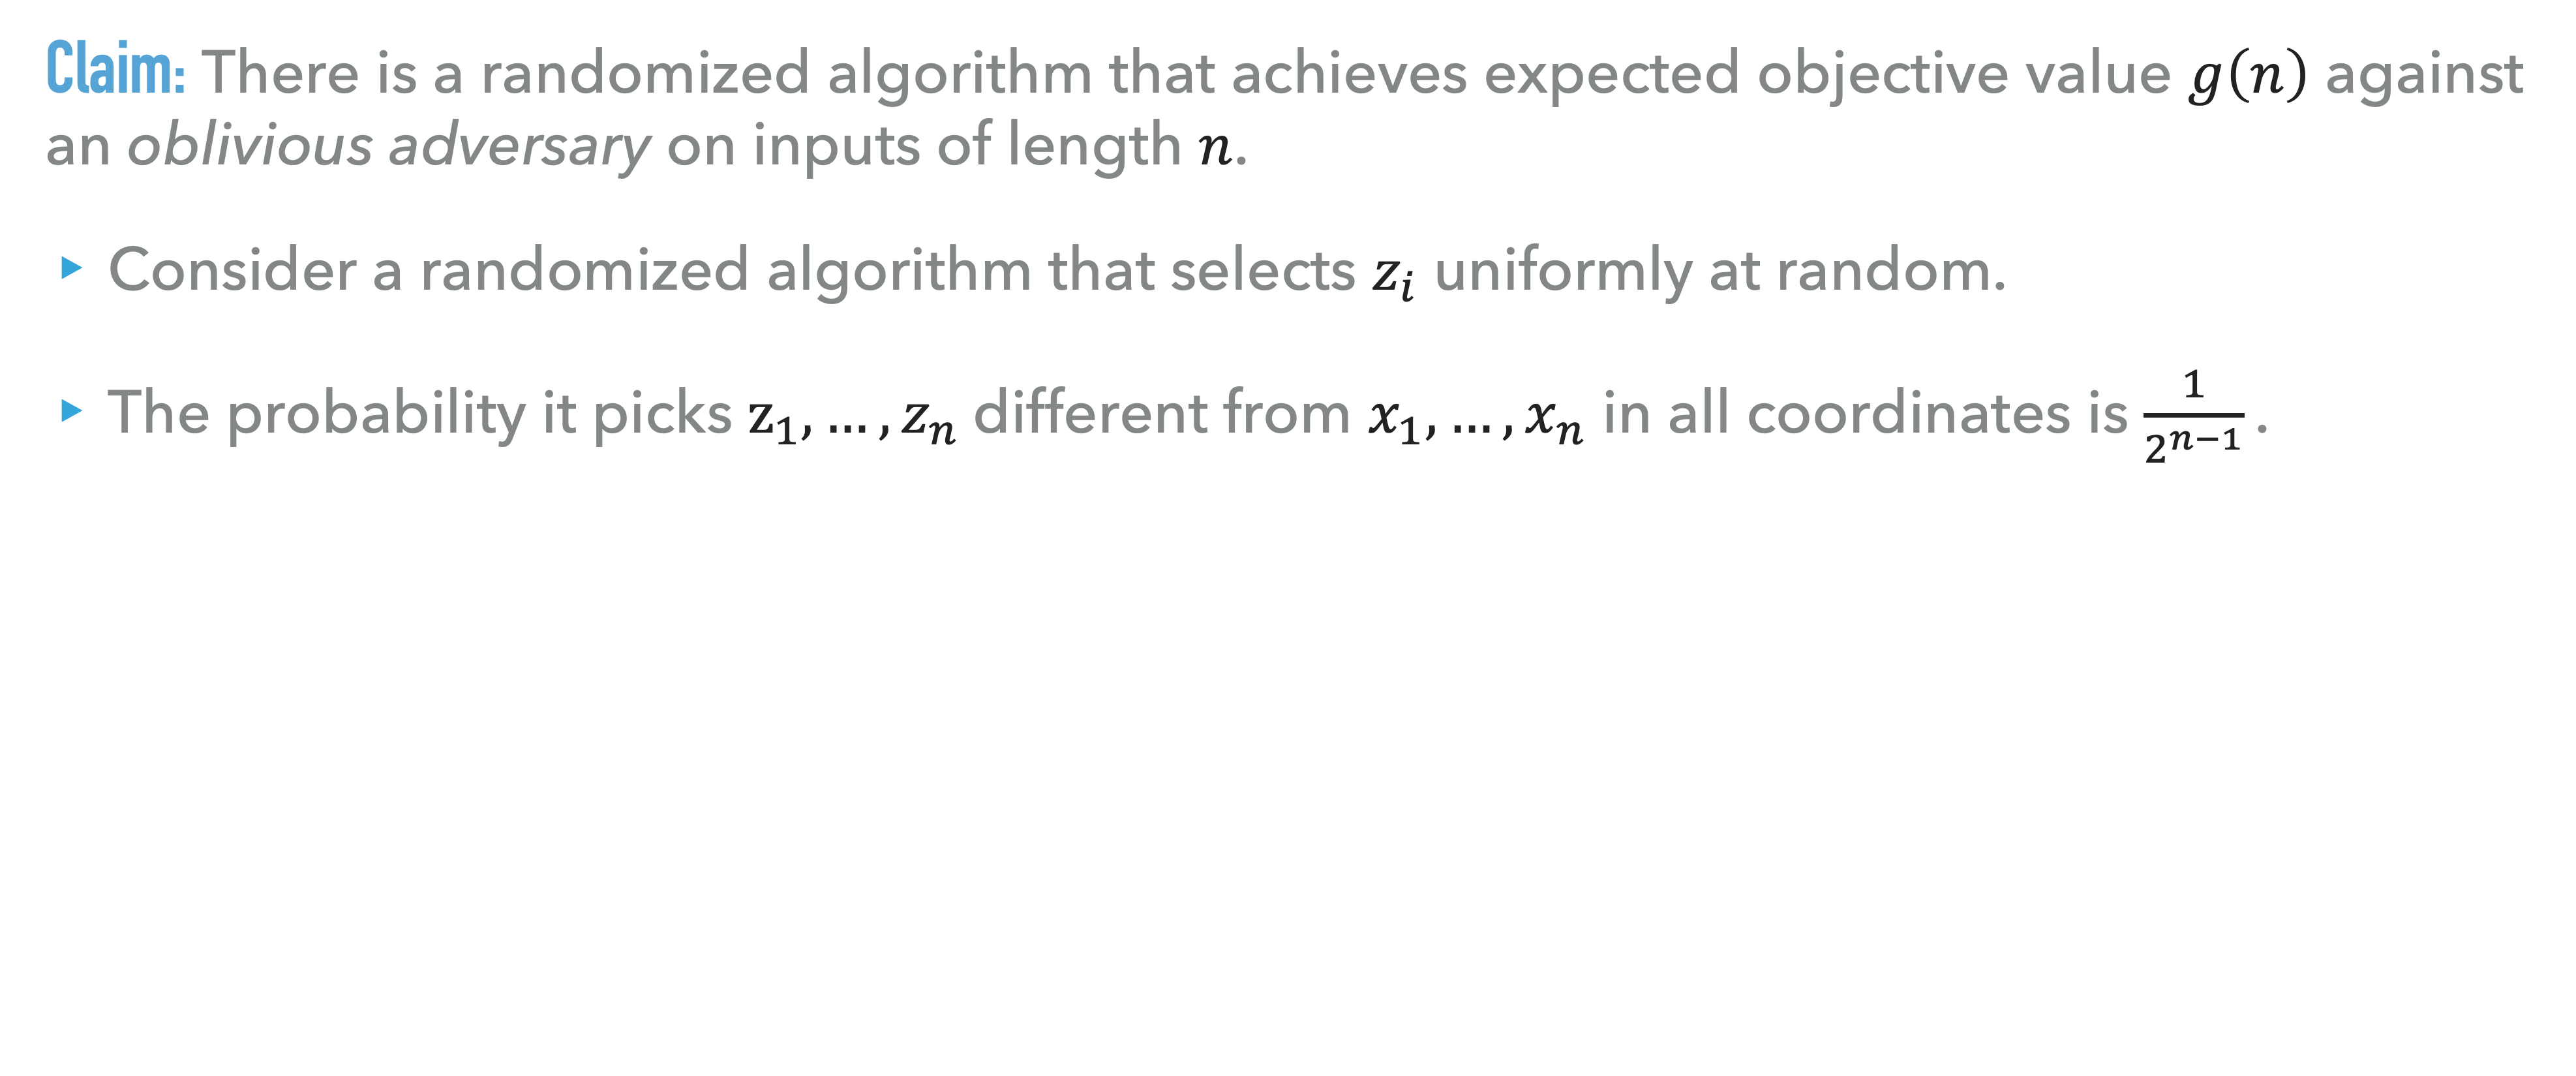 Claim: There is a randomized algorithm that achieves expected objective value g(n) against
an oblivious adversary on inputs of length n.
▸ Consider a randomized algorithm that selects z_i uniformly at random.
▸ The probability it picks z_1, … , z_n different from x_1, … , x_n in all coordinates is 1/2^{n−1}.